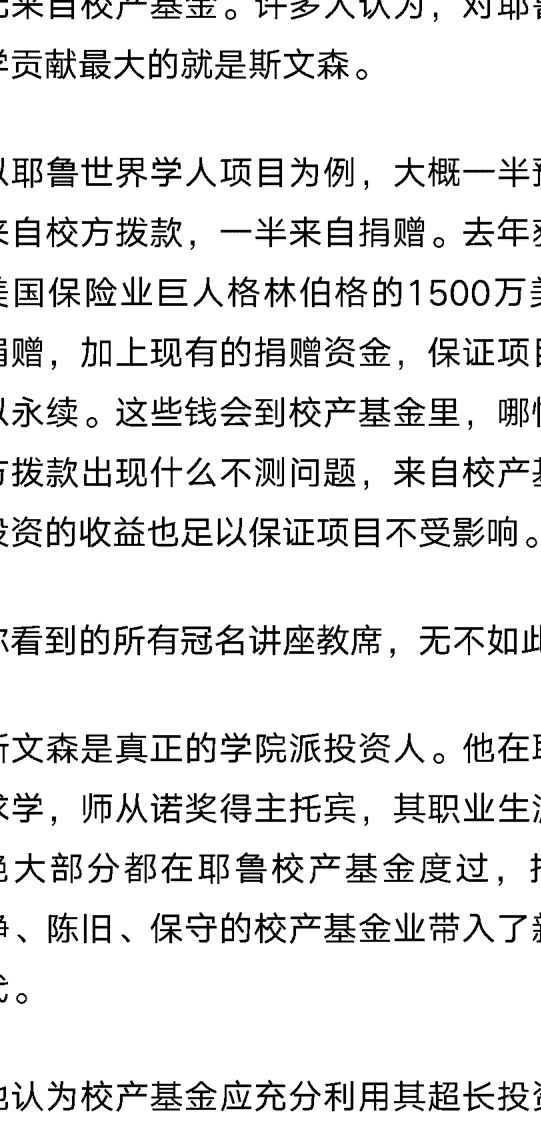 来自校产基金。许多人认为，对耶
贡献最大的就是斯文森。
耶鲁世界学人项目为例，大概一半
来自校方拨款，一半来自捐赠。去年
美国保险业巨人格林伯格的1500万
捐赠，加上现有的捐赠资金，保证项目
以永续。这些钱会到校产基金里，哪
方拨款出现什么不测问题，来自校产
投资的收益也足以保证项目不受影响。
你看到的所有冠名讲座教席，无不如此
斯文森是真正的学院派投资人。他在
求学，师从诺奖得主托宾，其职业生
绝大部分都在耶鲁校产基金度过，
、陈旧、保守的校产基金业带入了
。
他认为校产基金应充分利用其超长投资